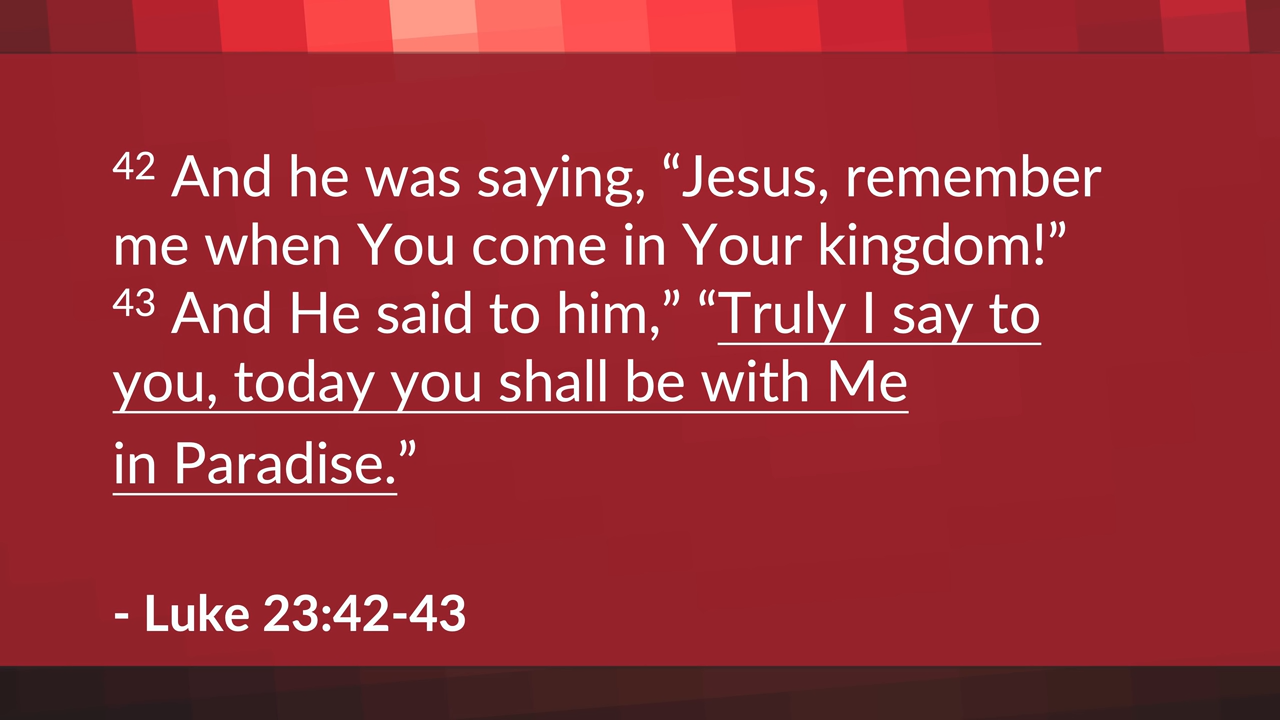 42 And he was saying, “Jesus, remember
me when You come in Your kingdom!”
43 And He said to him,” “Truly I say to
you, today you shall be with Me
in Paradise.”
- Luke 23:42-43